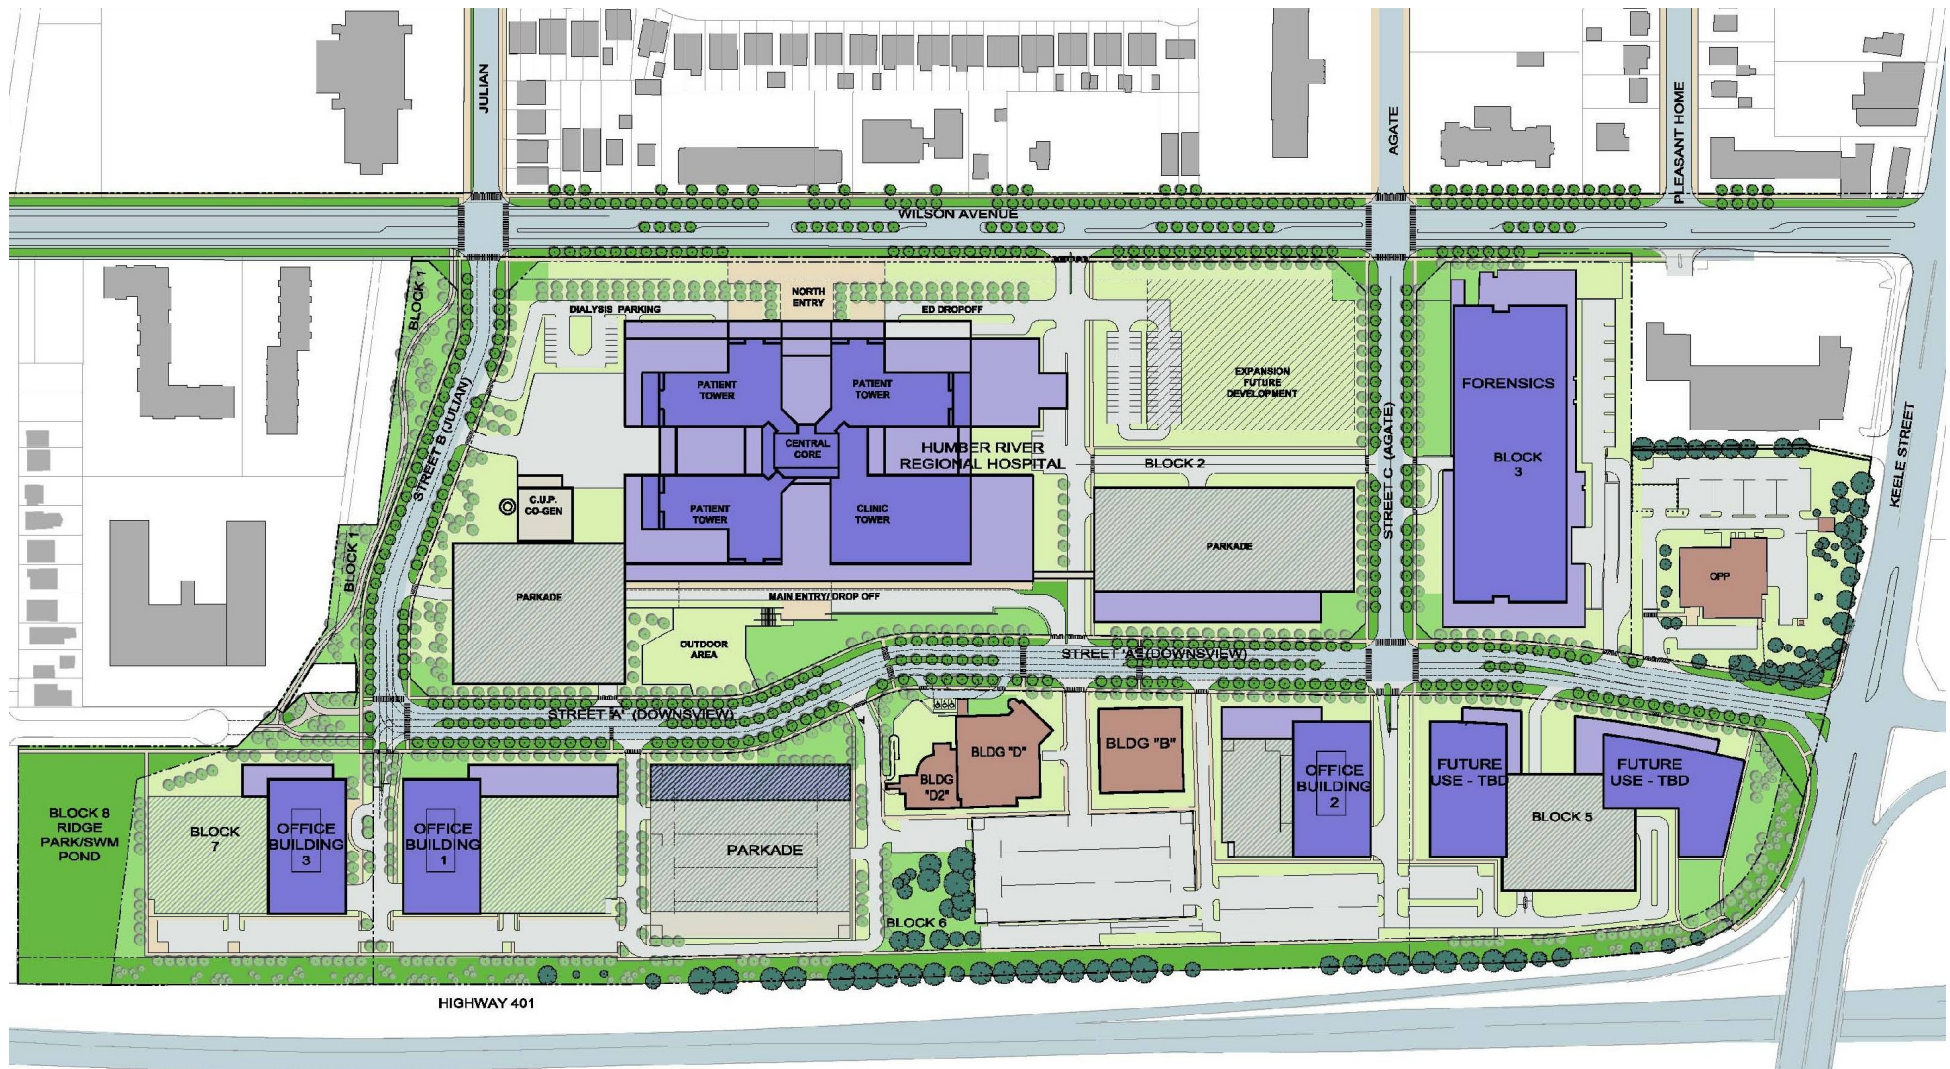 JULIAN
AGATE
PLEASANT HOME
WILSON AVENUE
BLOCK 1
NORTH
ENTRY
DIALYSIS PARKING
ED DROPOFF
STREET B (JULIAN)
PATIENT
TOWER
PATIENT
TOWER
EXPANSION
FUTURE
DEVELOPMENT
FORENSICS
KEELE STREET
CENTRAL
CORE
HUMBER RIVER
REGIONAL HOSPITAL
BLOCK 2
STREET C (AGATE)
BLOCK
3
C.U.P.
CO-GEN
PATIENT
TOWER
CLINIC
TOWER
PARKADE
BLOCK 1
OPP
PARKADE
MAIN ENTRY/ DROP OFF
OUTDOOR
AREA
STREET 'A' (DOWNSVIEW)
STREET 'A' (DOWNSVIEW)
BLDG "D"
BLDG "B"
BLDG
"D2"
OFFICE
BUILDING
2
FUTURE
USE - TBD
FUTURE
USE - TBD
BLOCK 5
BLOCK 8
RIDGE
PARK/SWM
POND
BLOCK
7
OFFICE
BUILDING
3
OFFICE
BUILDING
1
PARKADE
BLOCK 6
HIGHWAY 401